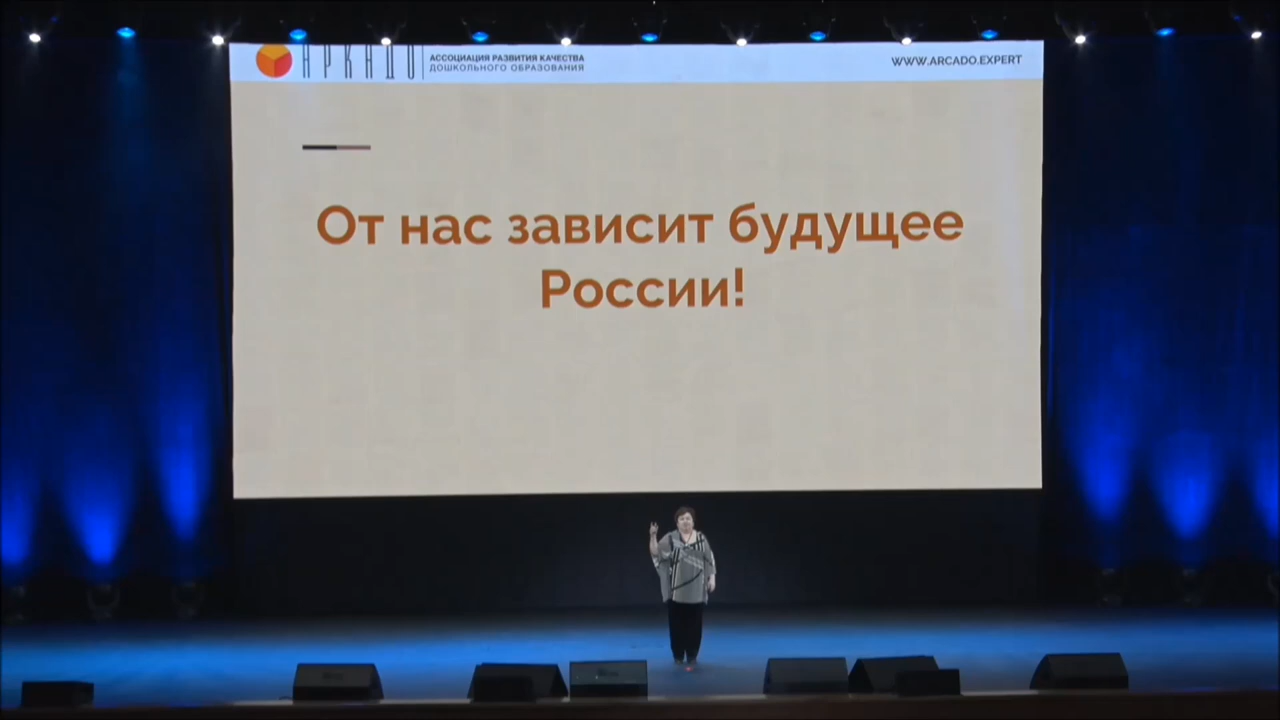 АРКАДО
АССОЦИАЦИЯ РАЗВИТИЯ КАЧЕСТВА
ДОШКОЛЬНОГО ОБРАЗОВАНИЯ
WWW.ARCADO.EXPERT
От нас зависит будущее
России!